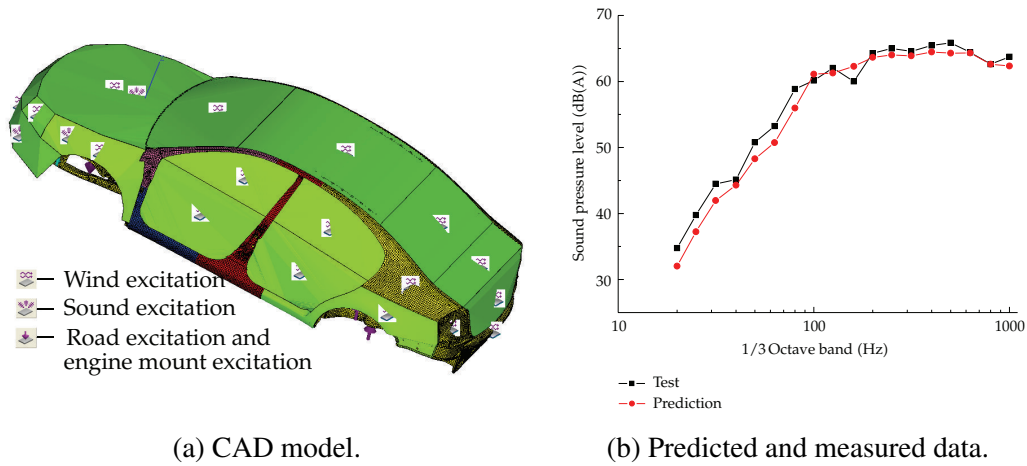 Wind excitation
Sound excitation
Road excitation and
engine mount excitation
(a) CAD model.
70
60
50
40
30
Sound pressure level (dB(A))
10
100
1000
1/3 Octave band (Hz)
Test
Prediction
(b) Predicted and measured data.